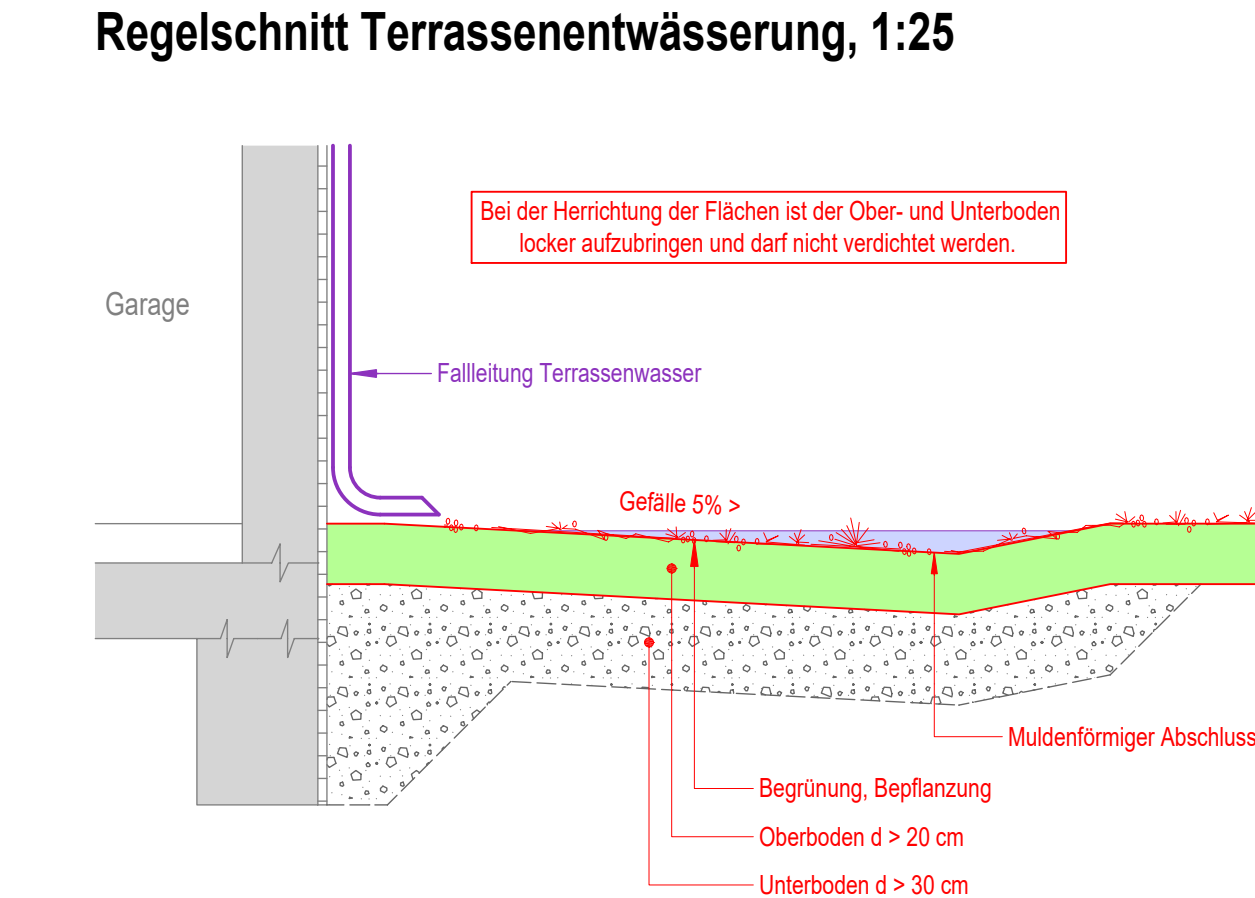 Regelschnitt Terrassenentwässerung, 1:25
Bei der Herrichtung der Flächen ist der Ober- und Unterboden
locker aufzubringen und darf nicht verdichtet werden.
Garage
Fallleitung Terrassenwasser
Gefälle 5% >
Muldenförmiger Abschluss
Begrünung, Bepflanzung
Oberboden d > 20 cm
Unterboden d > 30 cm